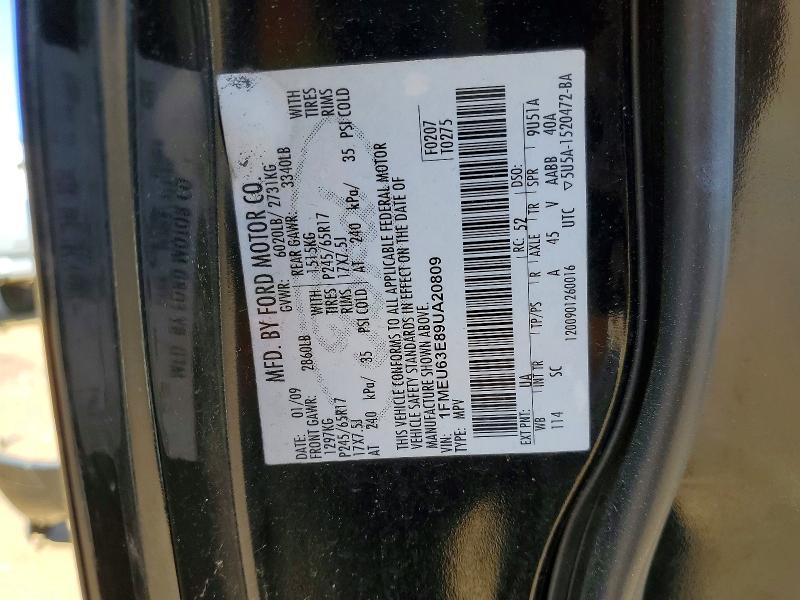 MFD. BY FORD MOTOR CO.
DATE: 01/09 GVWR: 6020LB/ 2731KG
FRONT GAWR: 2860LB REAR GAWR: 3340LB
1297KG WITH 1515KG WITH
P245/65R17 TIRES P245/65R17 TIRES
17X7.5J RIMS 17X7.5J RIMS
AT 240 kPa/ 35 PSI COLD AT 240 kPa/ 35 PSI COLD
THIS VEHICLE CONFORMS TO ALL APPLICABLE FEDERAL MOTOR
VEHICLE SAFETY STANDARDS IN EFFECT ON THE DATE OF
MANUFACTURE SHOWN ABOVE.
VIN: 1FMEU63E89UA20809 F0207
TYPE: MPV T0275
EXT PNT: UA RC: 52 DSO:
WB INT TR TP/PS R AXLE TR SPR 9U51A
114 SC A 45 V AABB 40A
1200901260016 UTC ▽5U5A-1520472-BA